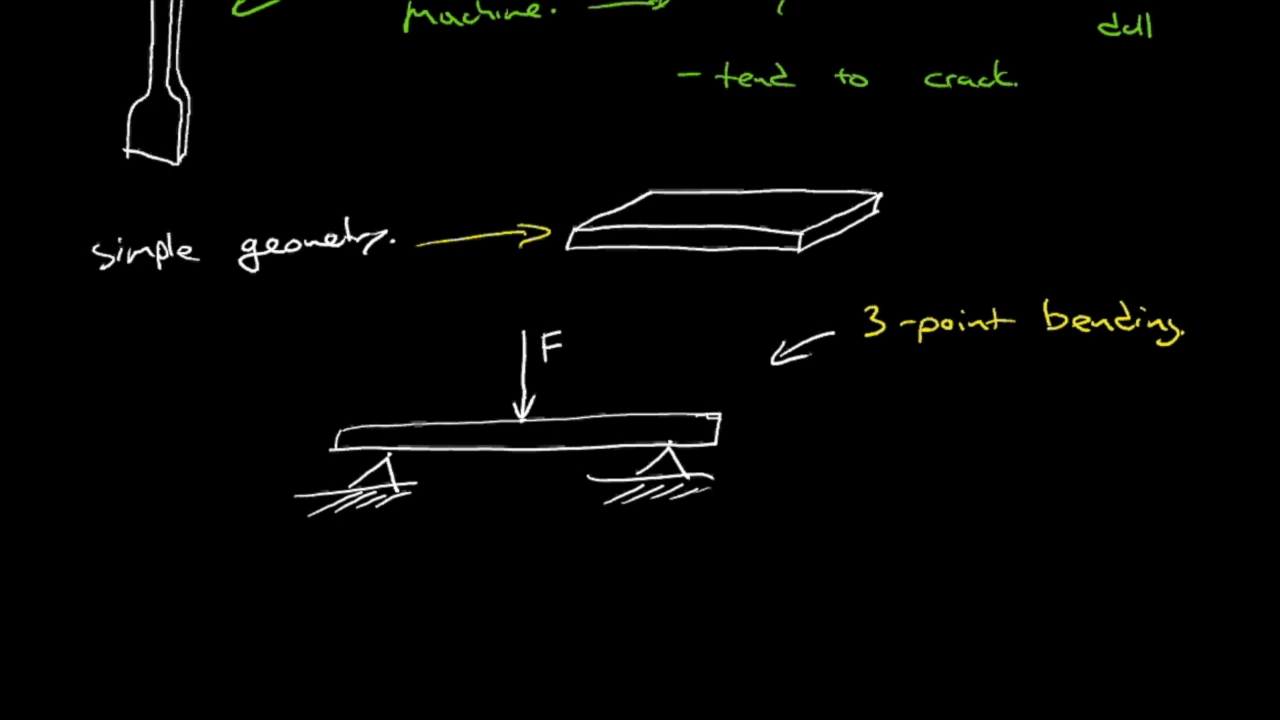 machine.
dull
- tend to crack.
simple geometry.
3-point bending.
F